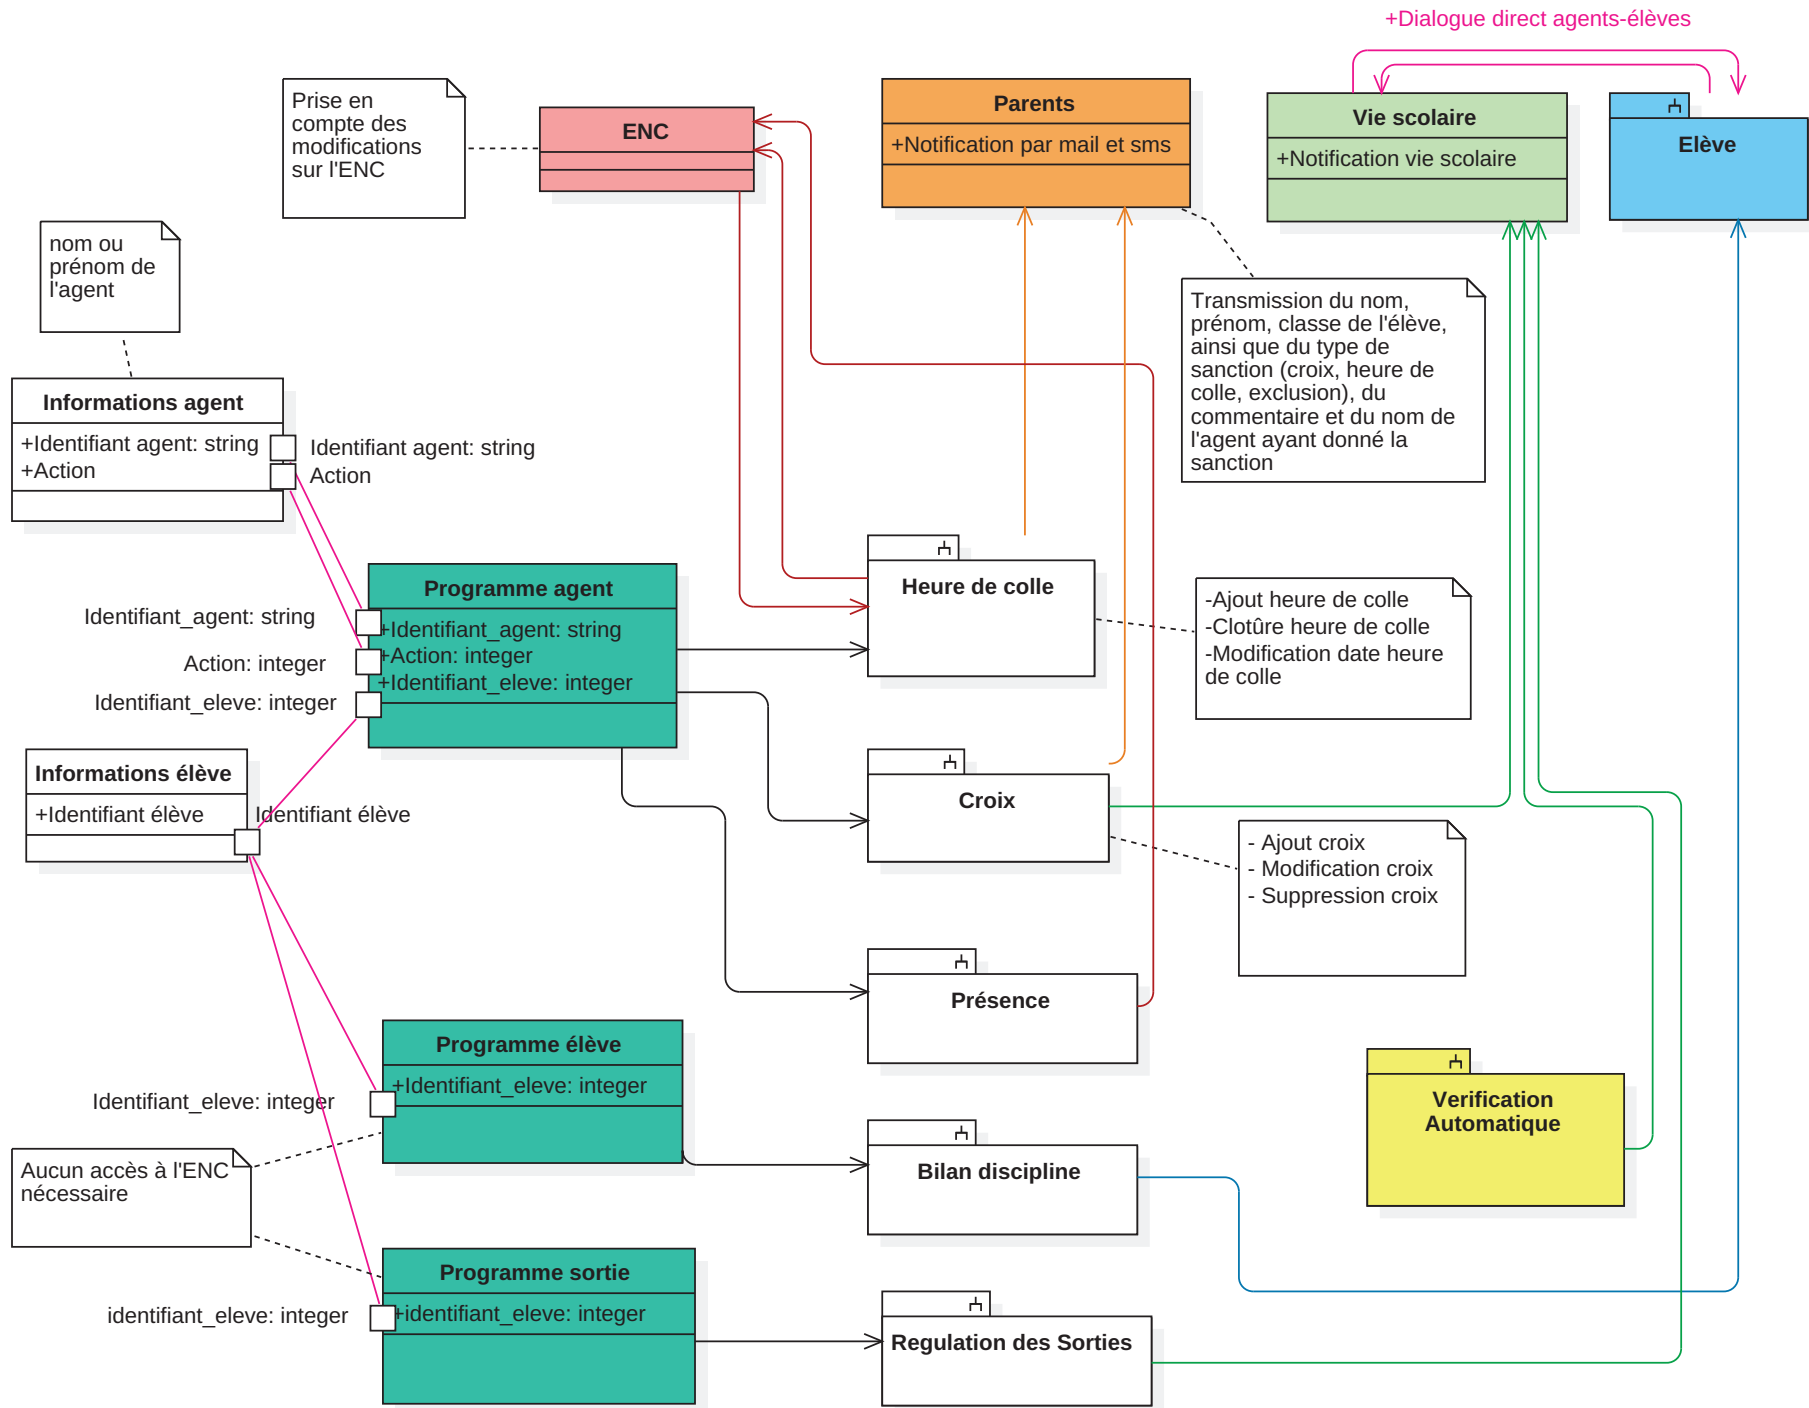 +Dialogue direct agents-élèves
Prise en
compte des
modifications
sur l'ENC
ENC
Parents
+Notification par mail et sms
Vie scolaire
+Notification vie scolaire
Elève
nom ou
prénom de
l'agent
Transmission du nom,
prénom, classe de l'élève,
ainsi que du type de
sanction (croix, heure de
colle, exclusion), du
commentaire et du nom de
l'agent ayant donné la
sanction
Informations agent
+Identifiant agent: string
+Action
Identifiant agent: string
Action
Programme agent
+Identifiant_agent: string
+Action: integer
+Identifiant_eleve: integer
Identifiant_agent: string
Action: integer
Identifiant_eleve: integer
Heure de colle
-Ajout heure de colle
-Clotûre heure de colle
-Modification date heure
de colle
Informations élève
+Identifiant élève
Identifiant élève
Croix
- Ajout croix
- Modification croix
- Suppression croix
Présence
Programme élève
+Identifiant_eleve: integer
Identifiant_eleve: integer
Verification
Automatique
Aucun accès à l'ENC
nécessaire
Bilan discipline
Programme sortie
+identifiant_eleve: integer
identifiant_eleve: integer
Regulation des Sorties